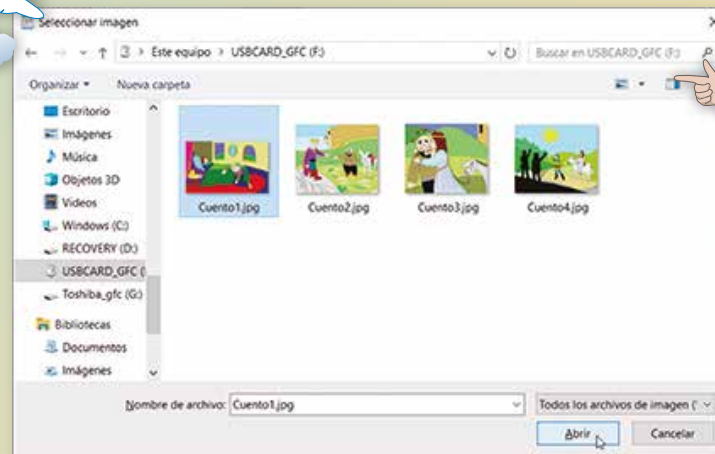 Seleccionar imagen
Este equipo > USBCARD_GFC (F:)
Buscar en USBCARD_GFC (F:)
Organizar
Nueva carpeta
Escritorio
Imágenes
Música
Objetos 3D
Videos
Windows (C:)
RECOVERY (D:)
USBCARD_GFC (
Toshiba_gfc (G:)
Bibliotecas
Documentos
Imágenes
Cuento1.jpg
Cuento2.jpg
Cuento3.jpg
Cuento4.jpg
Nombre de archivo: Cuento1.jpg
Todos los archivos de imagen (
Abrir
Cancelar